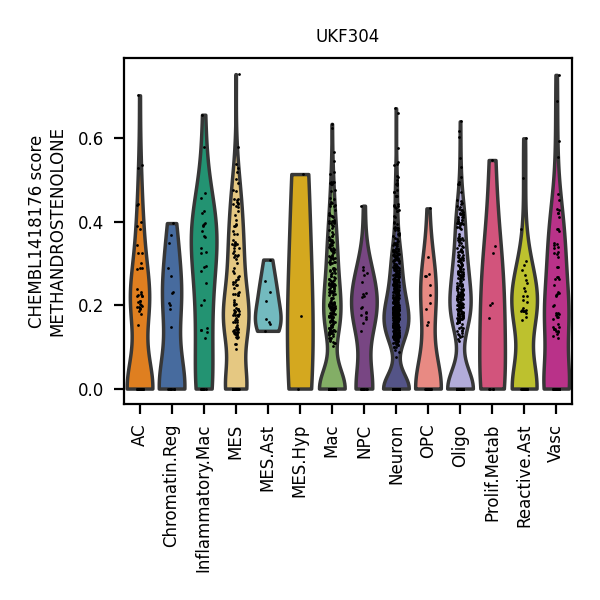 UKF304
CHEMBL1418176 score
METHANDROSTENOLONE
0.6
0.4
0.2
0.0
AC
Chromatin.Reg
Inflammatory.Mac
MES
MES.Ast
MES.Hyp
Mac
NPC
Neuron
OPC
Oligo
Prolif.Metab
Reactive.Ast
Vasc